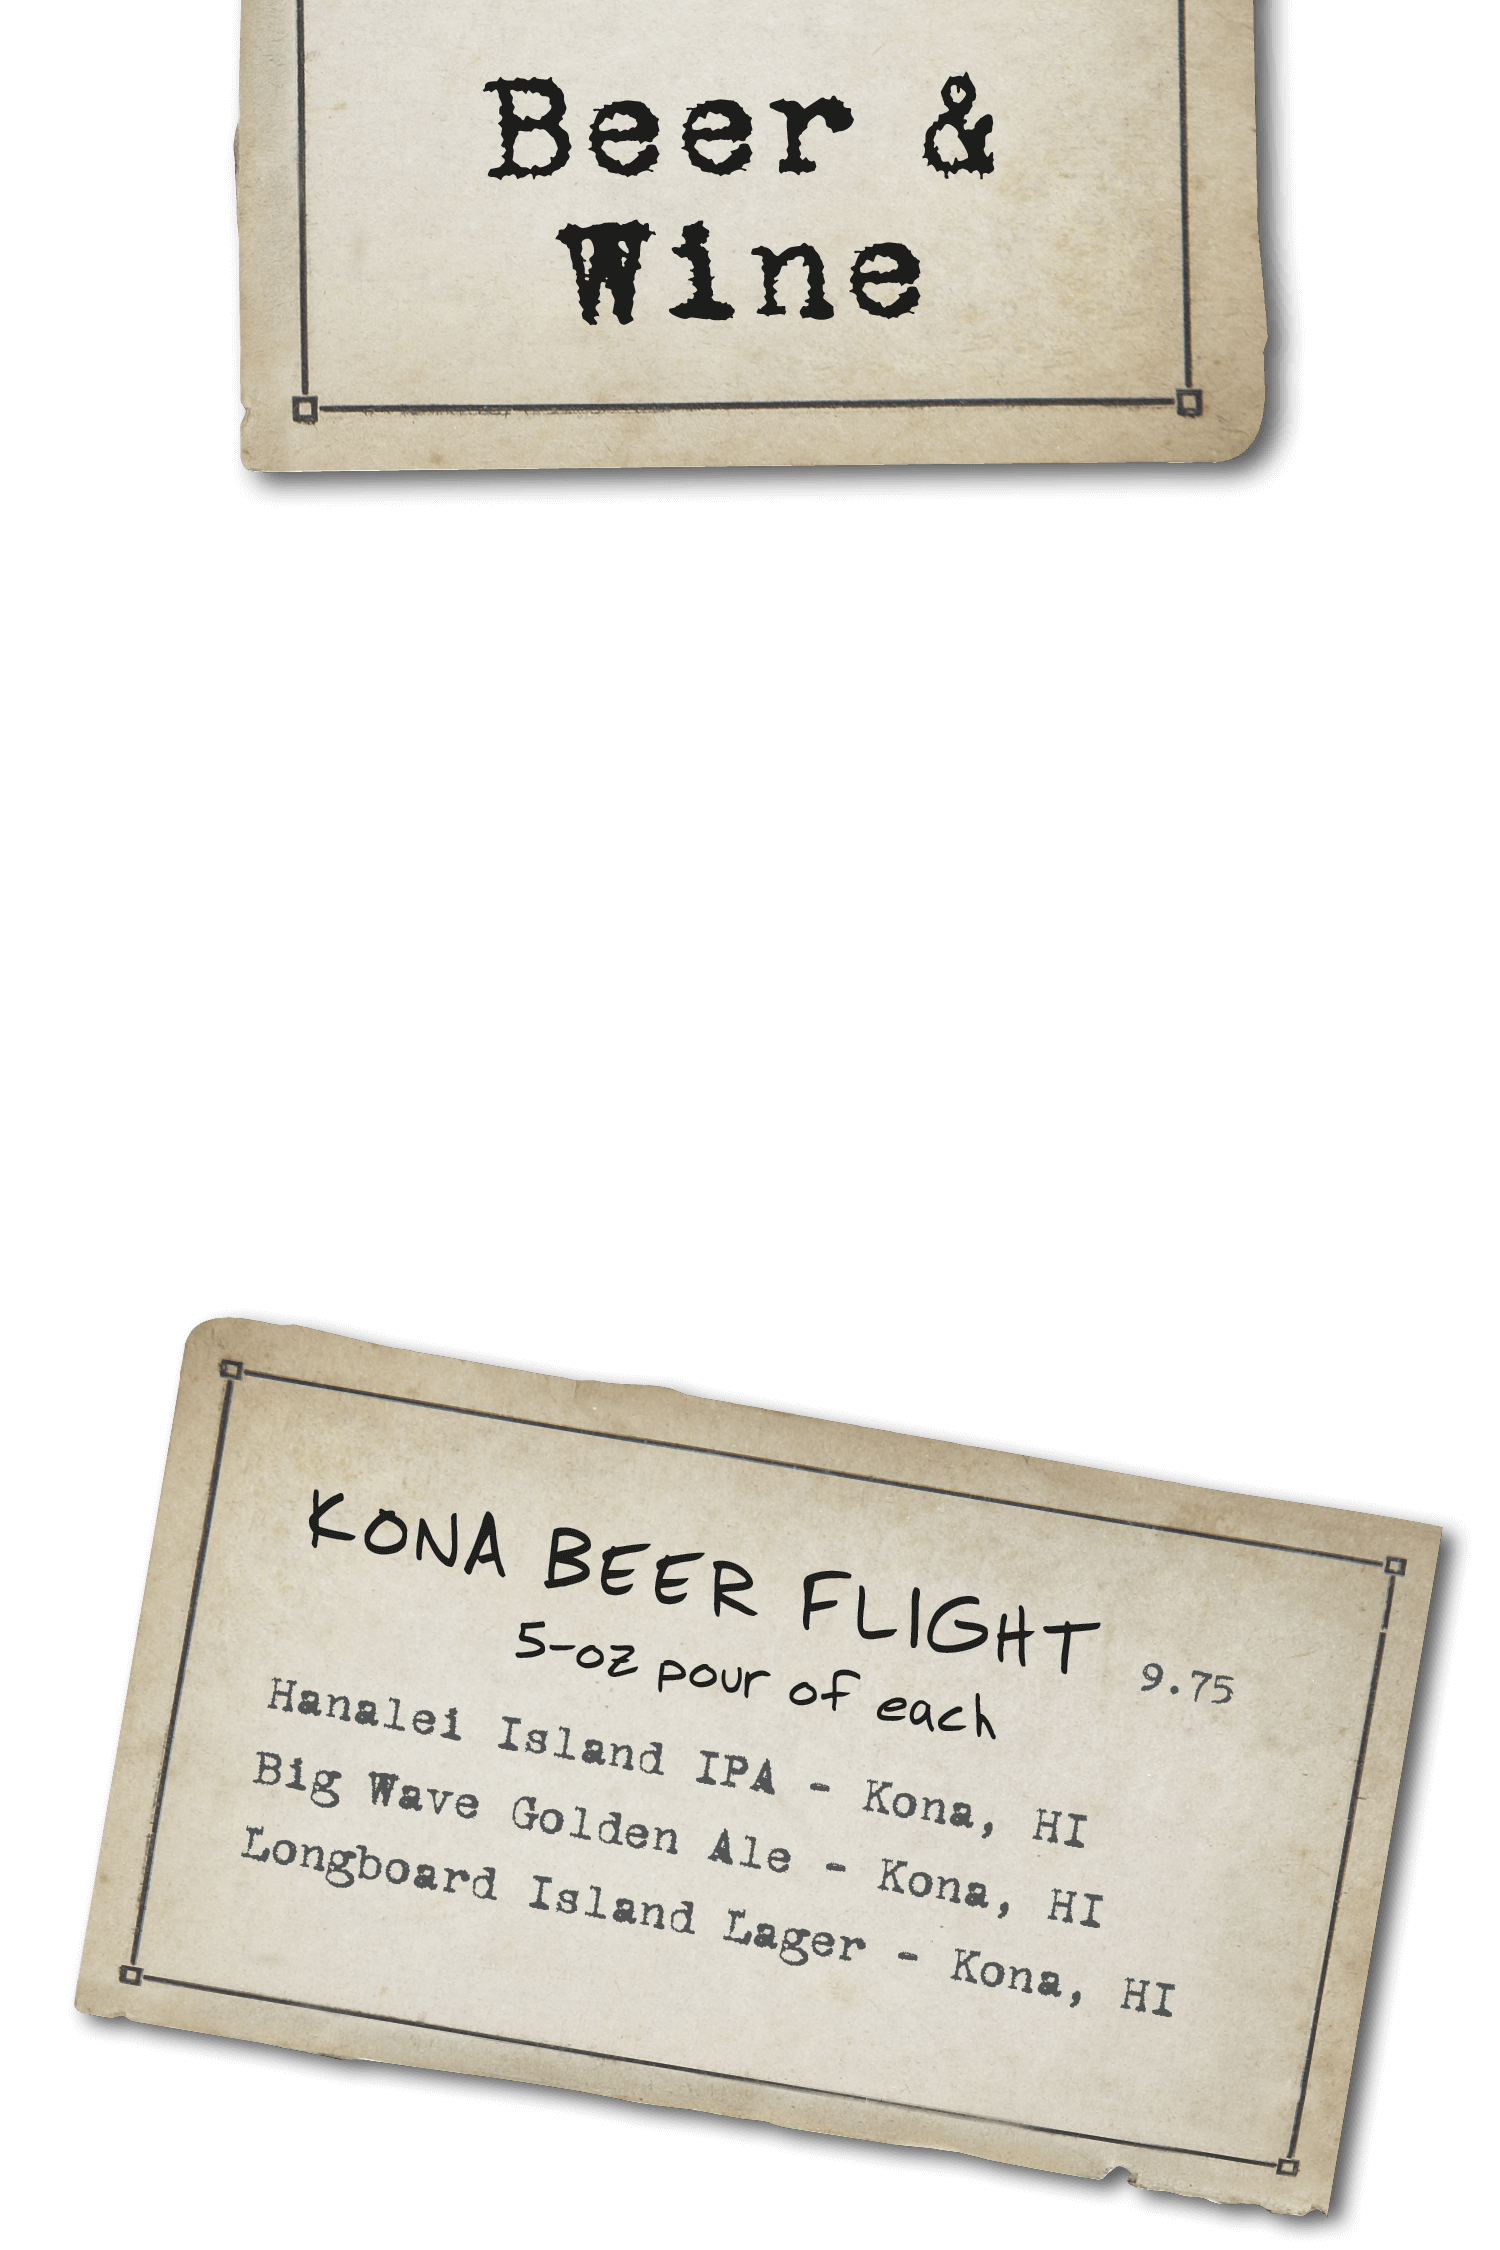 Beer &
Wine
KONA BEER FLIGHT 9.75
5-oz pour of each
Hanalei Island IPA - Kona, HI
Big Wave Golden Ale - Kona, HI
Longboard Island Lager - Kona, HI